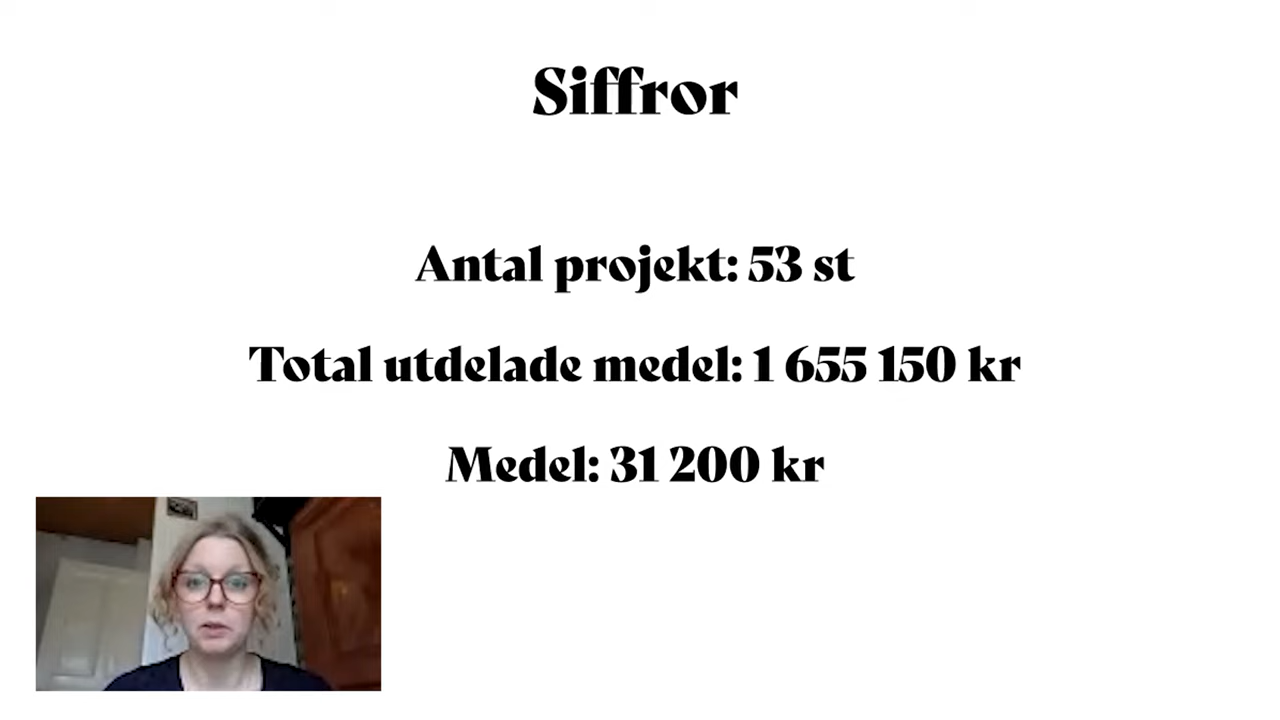 Siffror
Antal projekt: 53 st
Total utdelade medel: 1 655 150 kr
Medel: 31 200 kr